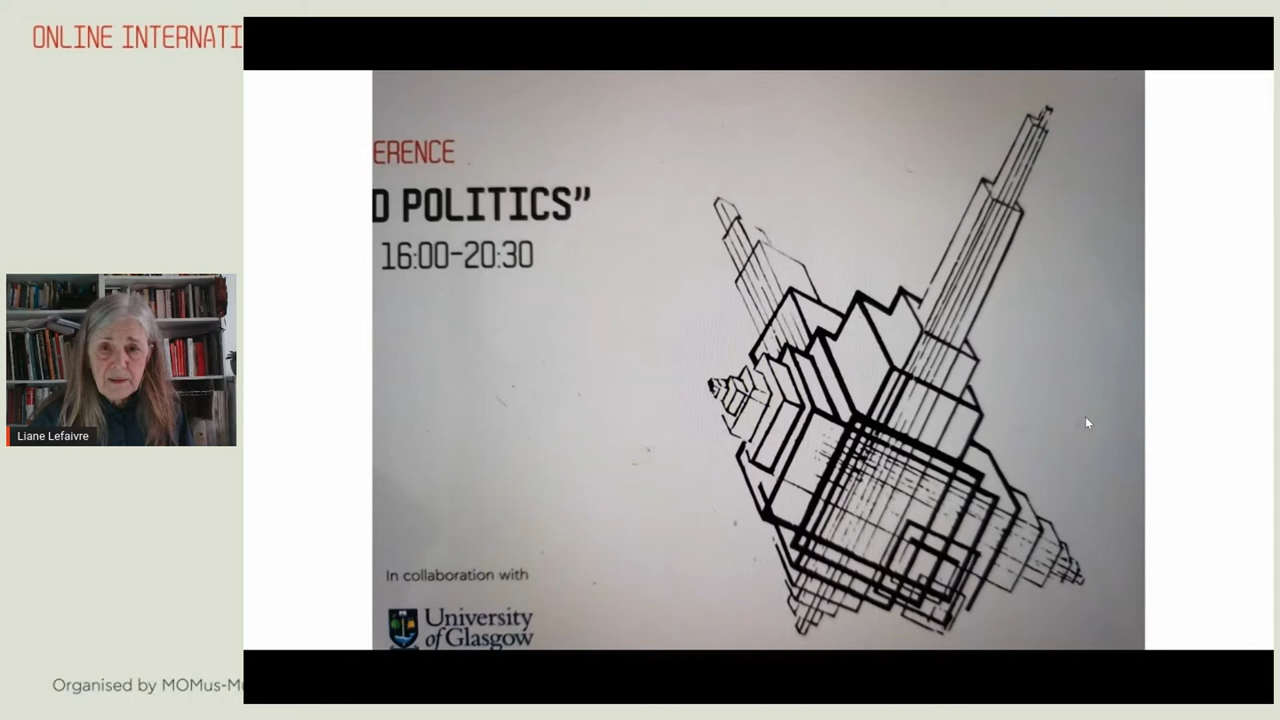 ONLINE INTERNATI
ERENCE
D POLITICS”
16:00-20:30
Liane Lefaivre
In collaboration with
University
of Glasgow
Organised by MOMus-Mu